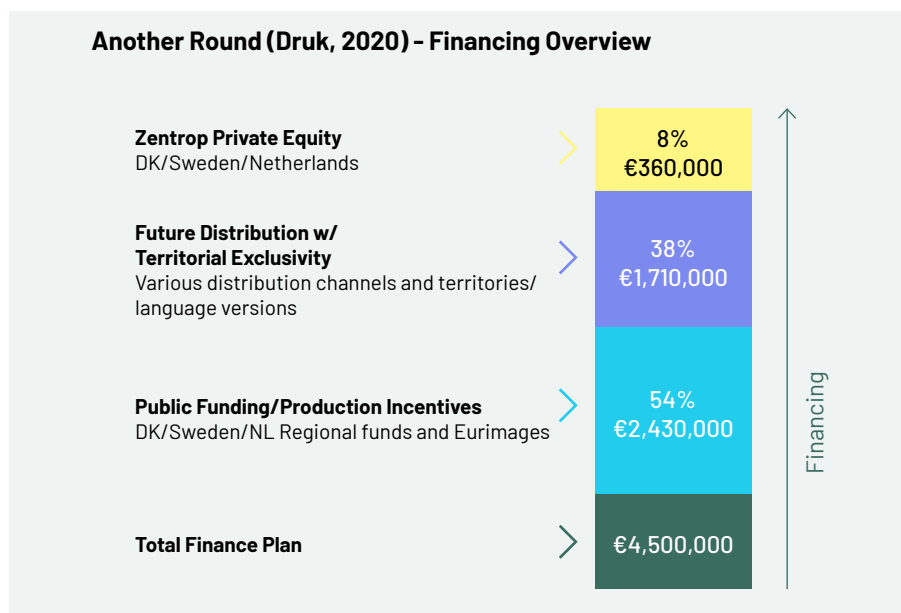 Another Round (Druk, 2020) - Financing Overview
Zentrop Private Equity
DK/Sweden/Netherlands
8%
€360,000
Future Distribution w/
Territorial Exclusivity
Various distribution channels and territories/
language versions
38%
€1,710,000
Public Funding/Production Incentives
DK/Sweden/NL Regional funds and Eurimages
54%
€2,430,000
Total Finance Plan
€4,500,000
Financing